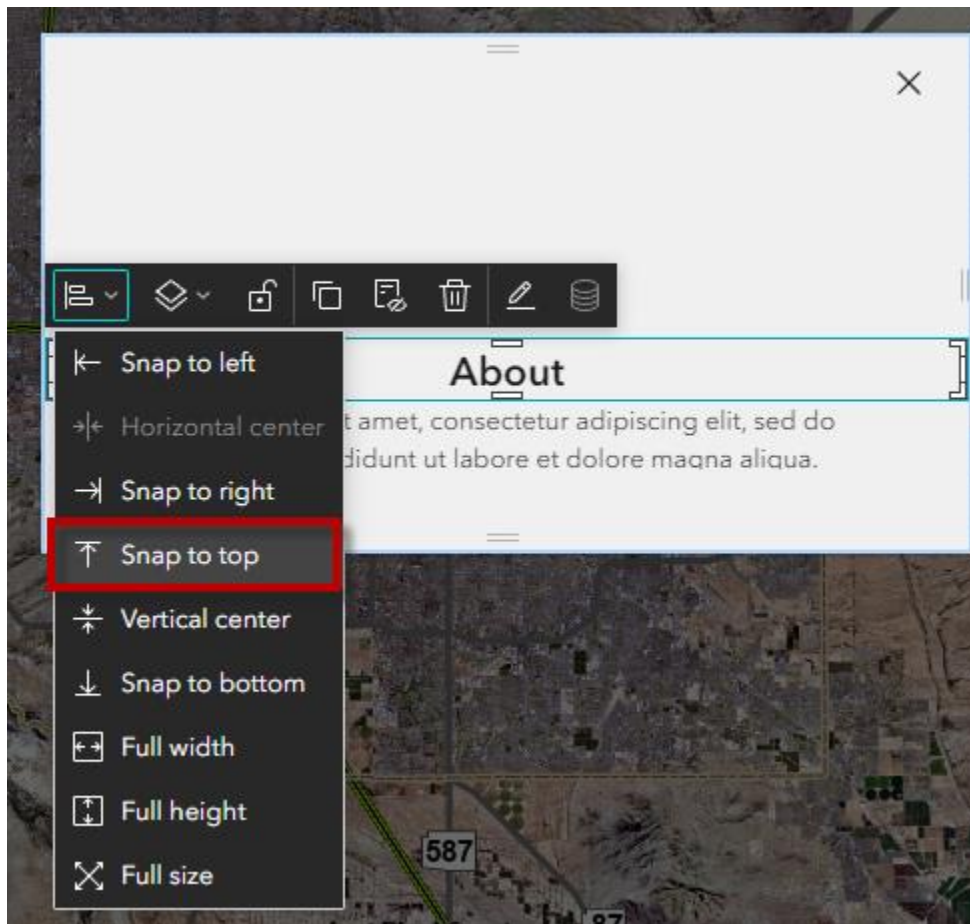 About
t amet, consectetur adipiscing elit, sed do
didunt ut labore et dolore magna aliqua.
Snap to left
Horizontal center
Snap to right
Snap to top
Vertical center
Snap to bottom
Full width
Full height
Full size
587
87